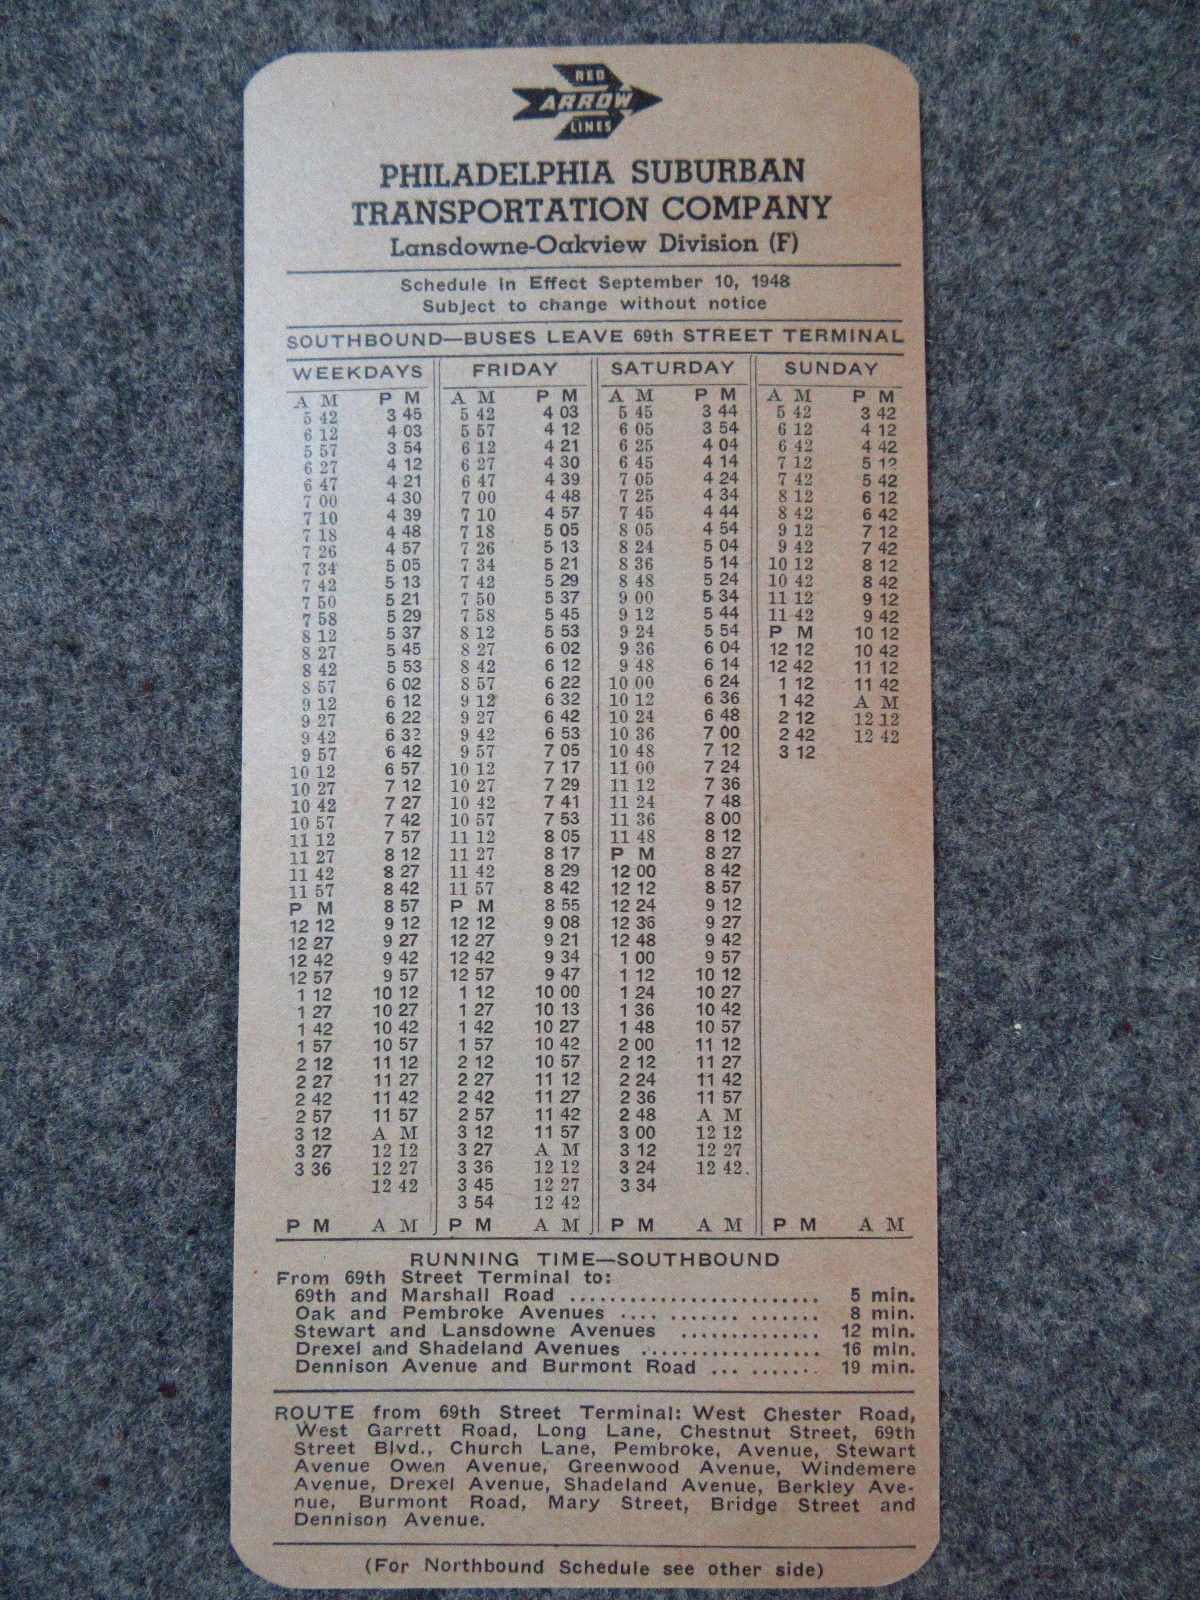 RED
ARROW
LINES
PHILADELPHIA SUBURBAN
TRANSPORTATION COMPANY
Lansdowne-Oakview Division (F)
Schedule In Effect September 10, 1948
Subject to change without notice
SOUTHBOUND—BUSES LEAVE 69th STREET TERMINAL
WEEKDAYS FRIDAY SATURDAY SUNDAY
A M P M A M P M A M P M A M P M
5 42 3 45 5 42 4 03 5 45 3 44 5 42 3 42
6 12 4 03 5 57 4 12 6 05 3 54 6 12 4 12
5 57 3 54 6 12 4 21 6 25 4 04 6 42 4 42
6 27 4 12 6 27 4 30 6 45 4 14 7 12 5 12
6 47 4 21 6 47 4 39 7 05 4 24 7 42 5 42
7 00 4 30 7 00 4 48 7 25 4 34 8 12 6 12
7 10 4 39 7 10 4 57 7 45 4 44 8 42 6 42
7 18 4 48 7 18 5 05 8 05 4 54 9 12 7 12
7 26 4 57 7 26 5 13 8 24 5 04 9 42 7 42
7 34 5 05 7 34 5 21 8 36 5 14 10 12 8 12
7 42 5 13 7 42 5 29 8 48 5 24 10 42 8 42
7 50 5 21 7 50 5 37 9 00 5 34 11 12 9 12
7 58 5 29 7 58 5 45 9 12 5 44 11 42 9 42
8 12 5 37 8 12 5 53 9 24 5 54 P M 10 12
8 27 5 45 8 27 6 02 9 36 6 04 12 12 10 42
8 42 5 53 8 42 6 12 9 48 6 14 12 42 11 12
8 57 6 02 8 57 6 22 10 00 6 24 1 12 11 42
9 12 6 12 9 12 6 32 10 12 6 36 1 42 A M
9 27 6 22 9 27 6 42 10 24 6 48 2 12 12 12
9 42 6 32 9 42 6 53 10 36 7 00 2 42 12 42
9 57 6 42 9 57 7 05 10 48 7 12 3 12
10 12 6 57 10 12 7 17 11 00 7 24
10 27 7 12 10 27 7 29 11 12 7 36
10 42 7 27 10 42 7 41 11 24 7 48
10 57 7 42 10 57 7 53 11 36 8 00
11 12 7 57 11 12 8 05 11 48 8 12
11 27 8 12 11 27 8 17 P M 8 27
11 42 8 27 11 42 8 29 12 00 8 42
11 57 8 42 11 57 8 42 12 12 8 57
P M 8 57 P M 8 55 12 24 9 12
12 12 9 12 12 12 9 08 12 36 9 27
12 27 9 27 12 27 9 21 12 48 9 42
12 42 9 42 12 42 9 34 1 00 9 57
12 57 9 57 12 57 9 47 1 12 10 12
1 12 10 12 1 12 10 00 1 24 10 27
1 27 10 27 1 27 10 13 1 36 10 42
1 42 10 42 1 42 10 27 1 48 10 57
1 57 10 57 1 57 10 42 2 00 11 12
2 12 11 12 2 12 10 57 2 12 11 27
2 27 11 27 2 27 11 12 2 24 11 42
2 42 11 42 2 42 11 27 2 36 11 57
2 57 11 57 2 57 11 42 2 48 A M
3 12 A M 3 12 11 57 3 00 12 12
3 27 12 12 3 27 A M 3 12 12 27
3 36 12 27 3 36 12 12 3 24 12 42.
12 42 3 45 12 27 3 34
3 54 12 42
P M A M P M A M P M A M P M A M
RUNNING TIME—SOUTHBOUND
From 69th Street Terminal to:
69th and Marshall Road ......................... 5 min.
Oak and Pembroke Avenues .... ....... ....... 8 min.
Stewart and Lansdowne Avenues .............. 12 min.
Drexel and Shadeland Avenues .................. 16 min.
Dennison Avenue and Burmont Road ... ........ 19 min.
ROUTE from 69th Street Terminal: West Chester Road,
West Garrett Road, Long Lane, Chestnut Street, 69th
Street Blvd., Church Lane, Pembroke, Avenue, Stewart
Avenue Owen Avenue, Greenwood Avenue, Windemere
Avenue, Drexel Avenue, Shadeland Avenue, Berkley Ave-
nue, Burmont Road, Mary Street, Bridge Street and
Dennison Avenue.
(For Northbound Schedule see other side)